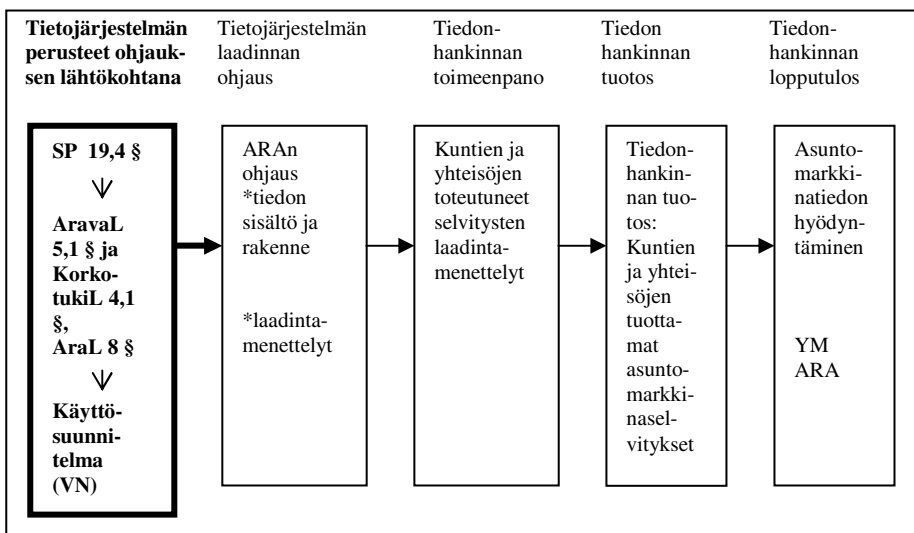 Tietojärjestelmän
perusteet ohjauk-
sen lähtökohtana
Tietojärjestelmän
laadinnan
ohjaus
Tiedon-
hankinnan
toimeenpano
Tiedon
hankinnan
tuotos
Tiedon-
hankinnan
lopputulos
SP 19,4 §
AravaL
5,1 § ja
Korko-
tukiL 4,1
§,
AraL 8 §
Käyttö-
suunni-
telma
(VN)
ARAn
ohjaus
*tiedon
sisältö ja
rakenne
*laadinta-
menettelyt
Kuntien ja
yhteisöjen
toteutuneet
selvitysten
laadinta-
menettelyt
Tiedon-
hankin-
nan tuo-
tos:
Kuntien
ja yhtei-
söjen
tuotta-
mat
asunto-
markki-
nasel-
vitykset
Asunto-
markki-
natiedon
hyödyn-
täminen
YM
ARA